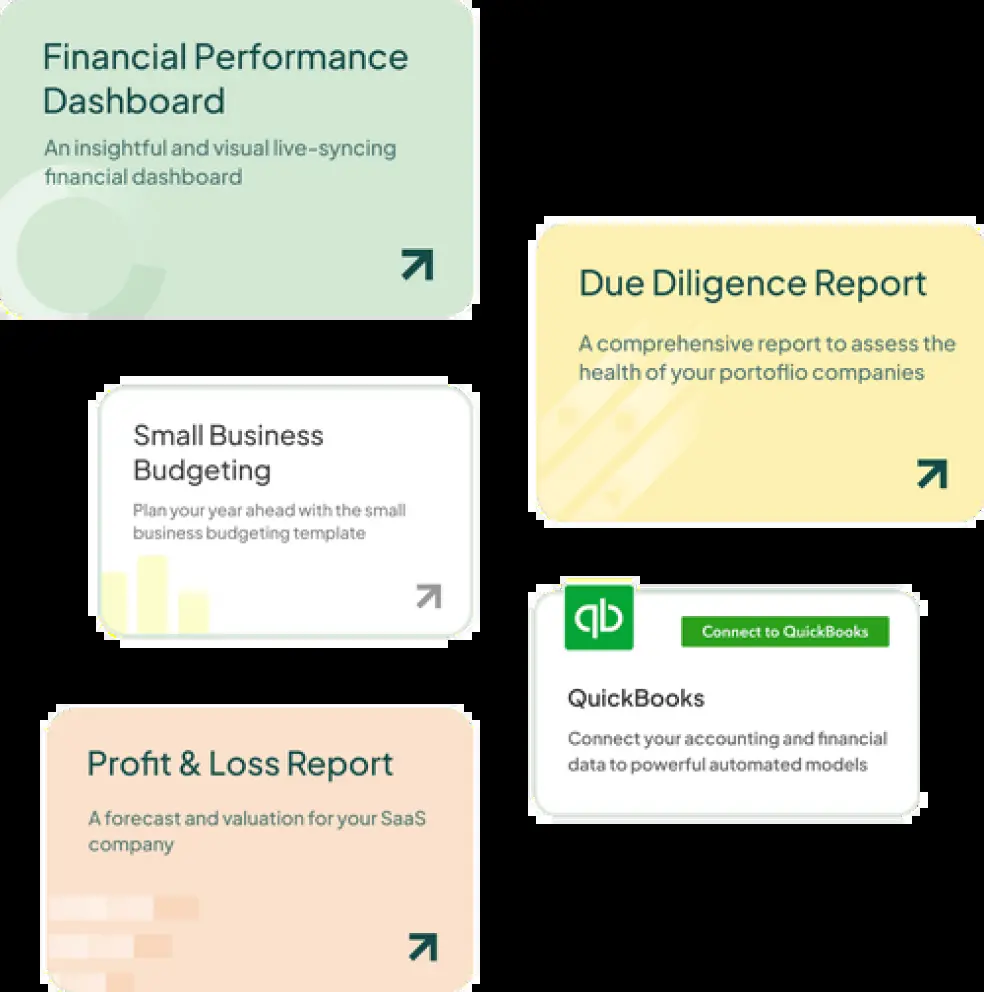 Financial Performance
Dashboard
An insightful and visual live-syncing
financial dashboard
Due Diligence Report
A comprehensive report to assess the
health of your portoflio companies
Small Business
Budgeting
Plan your year ahead with the small
business budgeting template
qb
Connect to QuickBooks
QuickBooks
Connect your accounting and financial
data to powerful automated models
Profit & Loss Report
A forecast and valuation for your SaaS
company